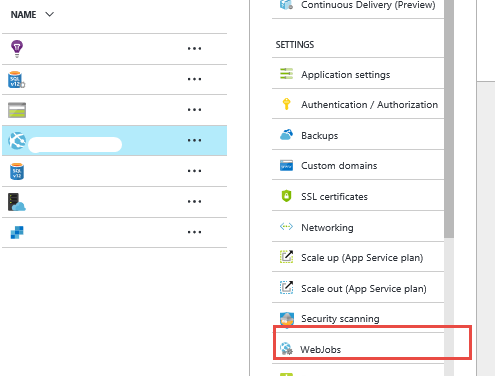 NAME
Continuous Delivery (Preview)
SETTINGS
Application settings
Authentication / Authorization
Backups
Custom domains
SSL certificates
Networking
Scale up (App Service plan)
Scale out (App Service plan)
Security scanning
WebJobs
SQL
v12
SQL
v12